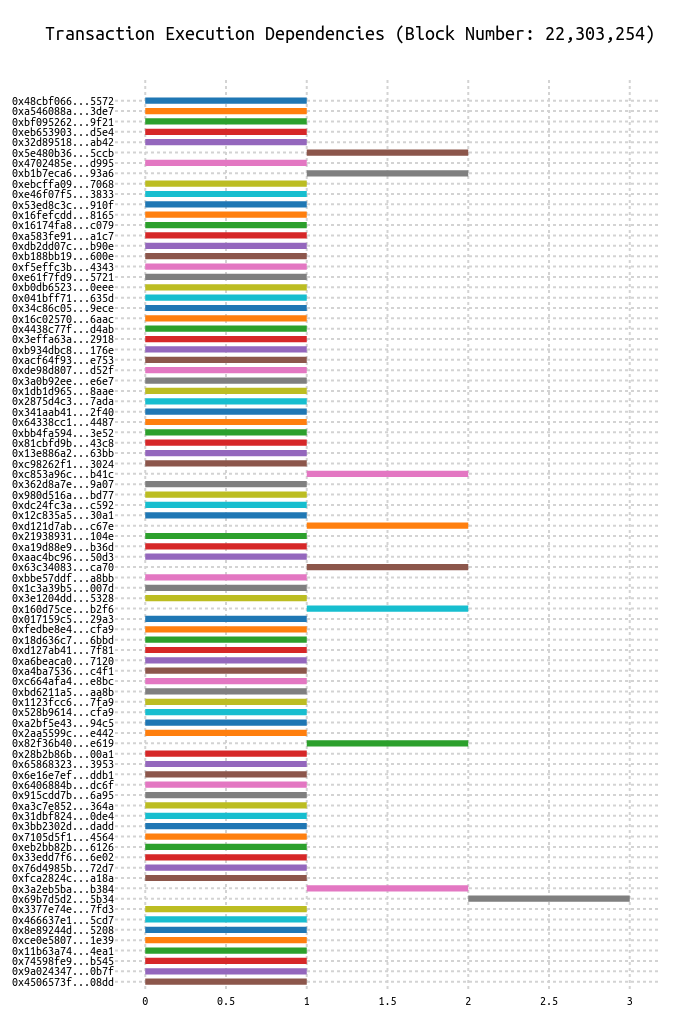 Transaction Execution Dependencies (Block Number: 22,303,254)
0x48cbf066...5572
0xa546088a...3de7
0xbf095262...9f21
0xeb653903...d5e4
0x32d89518...ab42
0x5e480b36...5ccb
0x4702485e...d995
0xb1b7eca6...93a6
0xebcffa09...7068
0xe46f07f5...3833
0x53ed8c3c...910f
0x16fefcdd...8165
0x16174fa8...c079
0xa583fe91...a1c7
0xdb2dd07c...b90e
0xb188bb19...600e
0xf5effc3b...4343
0xe61f7fd9...5721
0xb0db6523...0eee
0x041bff71...635d
0x34c86c05...9ece
0x16c02570...6aac
0x4438c77f...d4ab
0x3effa63a...2918
0xb934dbc8...176e
0xacf64f93...e753
0xde98d807...d52f
0x3a0b92ee...e6e7
0x1db1d965...8aae
0x2875d4c3...7ada
0x341aab41...2f40
0x64338cc1...4487
0xbb4fa594...3e52
0x81cbfd9b...43c8
0x13e886a2...63bb
0xc98262f1...3024
0xc853a96c...b41c
0x362d8a7e...9a07
0x980d516a...bd77
0xdc24fc3a...c592
0x12c835a5...30a1
0xd121d7ab...c67e
0x21938931...104e
0xa19d88e9...b36d
0xaac4bc96...50d3
0x63c34083...ca70
0xbbe57ddf...a8bb
0x1c3a39b5...007d
0x3e1204dd...5328
0x160d75ce...b2f6
0x017159c5...29a3
0xfedbe8e4...cfa9
0x18d636c7...6bbd
0xd127ab41...7f81
0xa6beaca0...7120
0xa4ba7536...c4f1
0xc664afa4...e8bc
0xbd6211a5...aa8b
0x1123fcc6...7fa9
0x528b9614...cfa9
0xa2bf5e43...94c5
0x2aa5599c...e442
0x82f36b40...e619
0x28b2b86b...00a1
0x65868323...3953
0x6e16e7ef...ddb1
0x6406884b...dc6f
0x915cdd7b...6a95
0xa3c7e852...364a
0x31dbf824...0de4
0x3bb2302d...dadd
0x7105d5f1...4564
0xeb2bb82b...6126
0x33edd7f6...6e02
0x76d4985b...72d7
0xfca2824c...a18a
0x3a2eb5ba...b384
0x69b7d5d2...5b34
0x3377e74e...7fd3
0x466637e1...5cd7
0x8e89244d...5208
0xce0e5807...1e39
0x11b63a74...4ea1
0x74598fe9...b545
0x9a024347...0b7f
0x4506573f...08dd
0 0.5 1 1.5 2 2.5 3